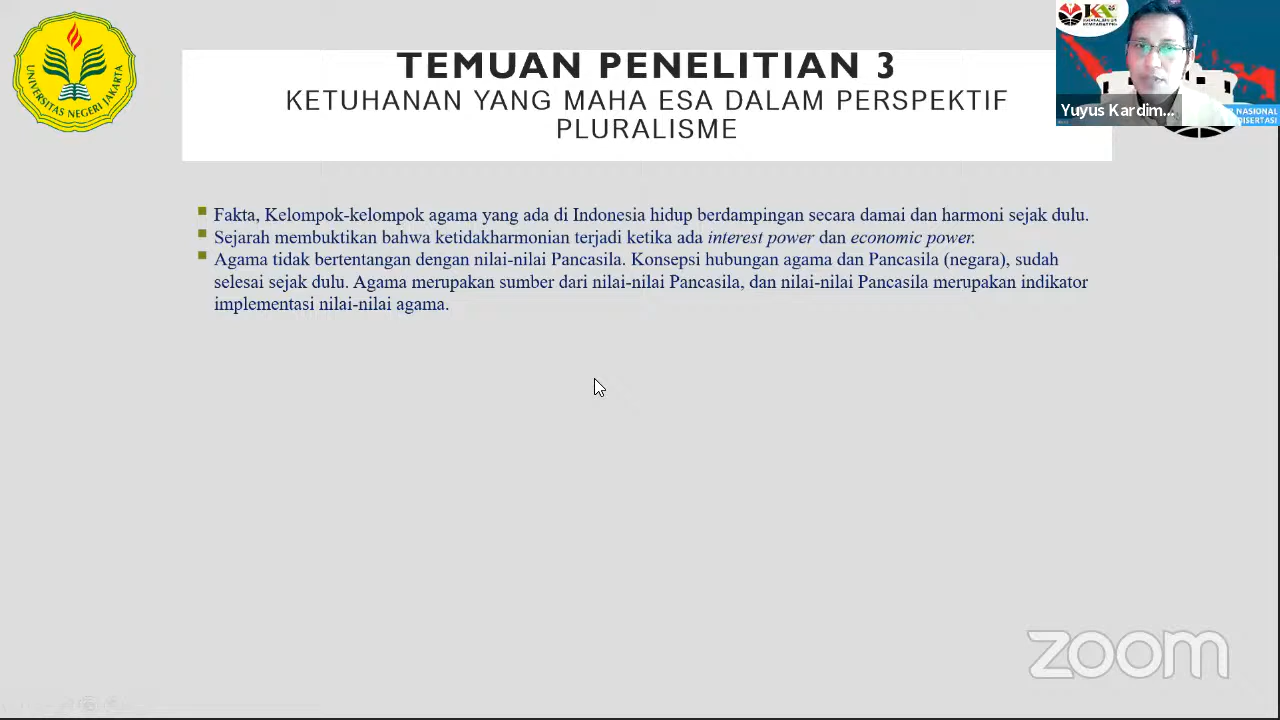 TEMUAN PENELITIAN 3
KETUHANAN YANG MAHA ESA DALAM PERSPEKTIF
PLURALISME
UNIVERSITAS NEGERI JAKARTA
Yuyus Kardim...
NASIONAL
DISERTASI
Fakta, Kelompok-kelompok agama yang ada di Indonesia hidup berdampingan secara damai dan harmoni sejak dulu.
Sejarah membuktikan bahwa ketidakharmonian terjadi ketika ada interest power dan economic power.
Agama tidak bertentangan dengan nilai-nilai Pancasila. Konsepsi hubungan agama dan Pancasila (negara), sudah
selesai sejak dulu. Agama merupakan sumber dari nilai-nilai Pancasila, dan nilai-nilai Pancasila merupakan indikator
implementasi nilai-nilai agama.
zoom